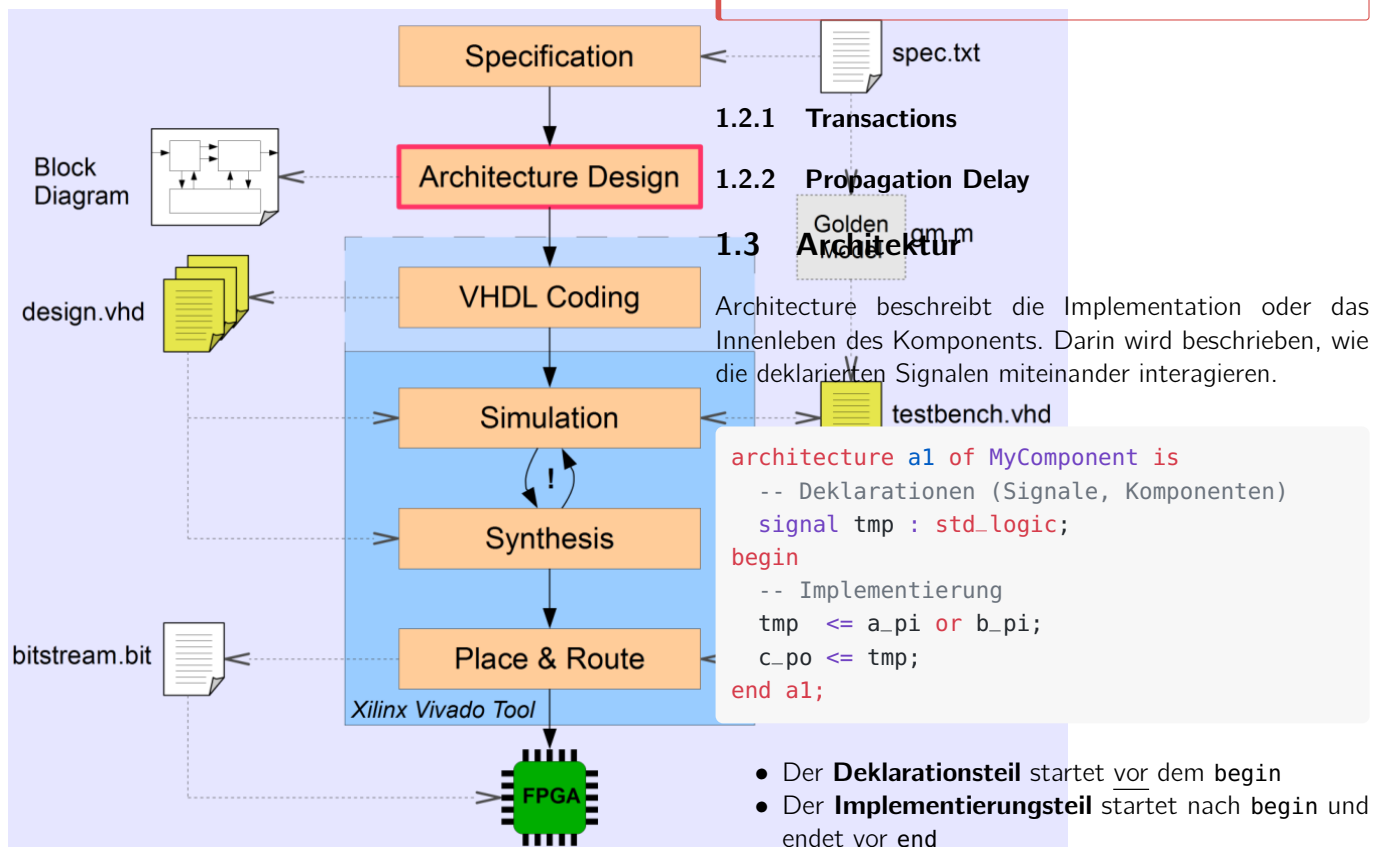 Specification
spec.txt
Block
Diagram
Architecture Design
Golden
Model
gm.m
VHDL Coding
design.vhd
Simulation
testbench.vhd
!
Synthesis
bitstream.bit
Place & Route
Xilinx Vivado Tool
FPGA
1.2.1 Transactions
1.2.2 Propagation Delay
1.3 Architektur
Architecture beschreibt die Implementation oder das
Innenleben des Komponents. Darin wird beschrieben, wie
die deklarierten Signalen miteinander interagieren.
architecture a1 of MyComponent is
  -- Deklarationen (Signale, Komponenten)
  signal tmp : std_logic;
begin
  -- Implementierung
  tmp  <= a_pi or b_pi;
  c_po <= tmp;
end a1;
• Der Deklarationsteil startet vor dem begin
• Der Implementierungsteil startet nach begin und
endet vor end